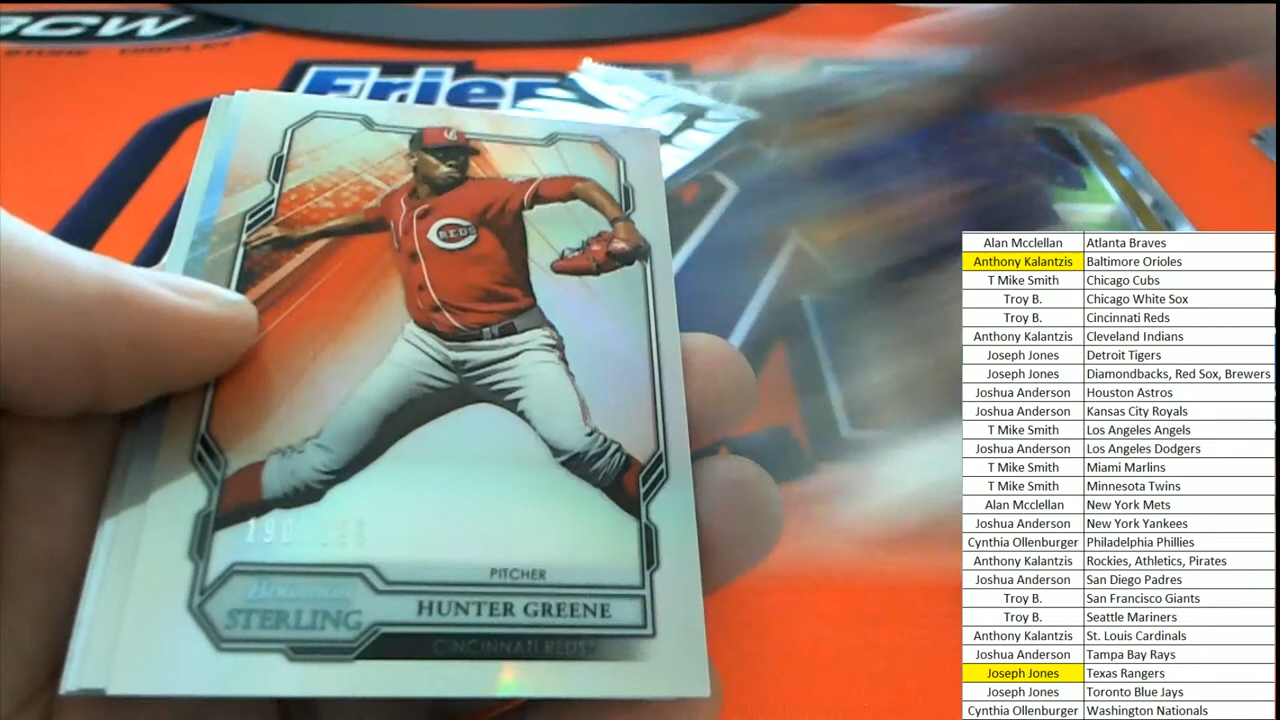 CW
Frien
REDS
190
PITCHER
Bowman
STERLING
HUNTER GREENE
CINCINNATI REDS
Alan Mcclellan Atlanta Braves
Anthony Kalantzis Baltimore Orioles
T Mike Smith Chicago Cubs
Troy B. Chicago White Sox
Troy B. Cincinnati Reds
Anthony Kalantzis Cleveland Indians
Joseph Jones Detroit Tigers
Joseph Jones Diamondbacks, Red Sox, Brewers
Joshua Anderson Houston Astros
Joshua Anderson Kansas City Royals
T Mike Smith Los Angeles Angels
Joshua Anderson Los Angeles Dodgers
T Mike Smith Miami Marlins
T Mike Smith Minnesota Twins
Alan Mcclellan New York Mets
Joshua Anderson New York Yankees
Cynthia Ollenburger Philadelphia Phillies
Anthony Kalantzis Rockies, Athletics, Pirates
Joshua Anderson San Diego Padres
Troy B. San Francisco Giants
Troy B. Seattle Mariners
Anthony Kalantzis St. Louis Cardinals
Joshua Anderson Tampa Bay Rays
Joseph Jones Texas Rangers
Joseph Jones Toronto Blue Jays
Cynthia Ollenburger Washington Nationals